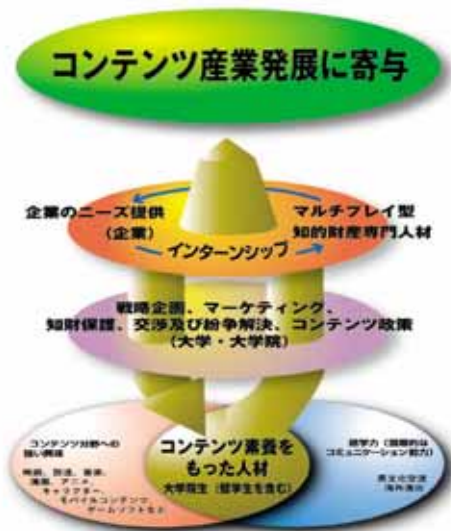 コンテンツ産業発展に寄与
企業のニーズ提供
(企業)
マルチプレイ型
知的財産専門人材
インターンシップ
戦略企画、マーケティング、
知財保護、交渉及び紛争解決、コンテンツ政策
(大学・大学院)
コンテンツ分野への
強い興味
映画、放送、音楽、
漫画、アニメ、
キャラクター、
モバイルコンテンツ、
ゲームソフトなど
コンテンツ素養を
もった人材
大学院生(留学生を含む)
語学力(国際的な
コミュニケーション能力)
異文化交流